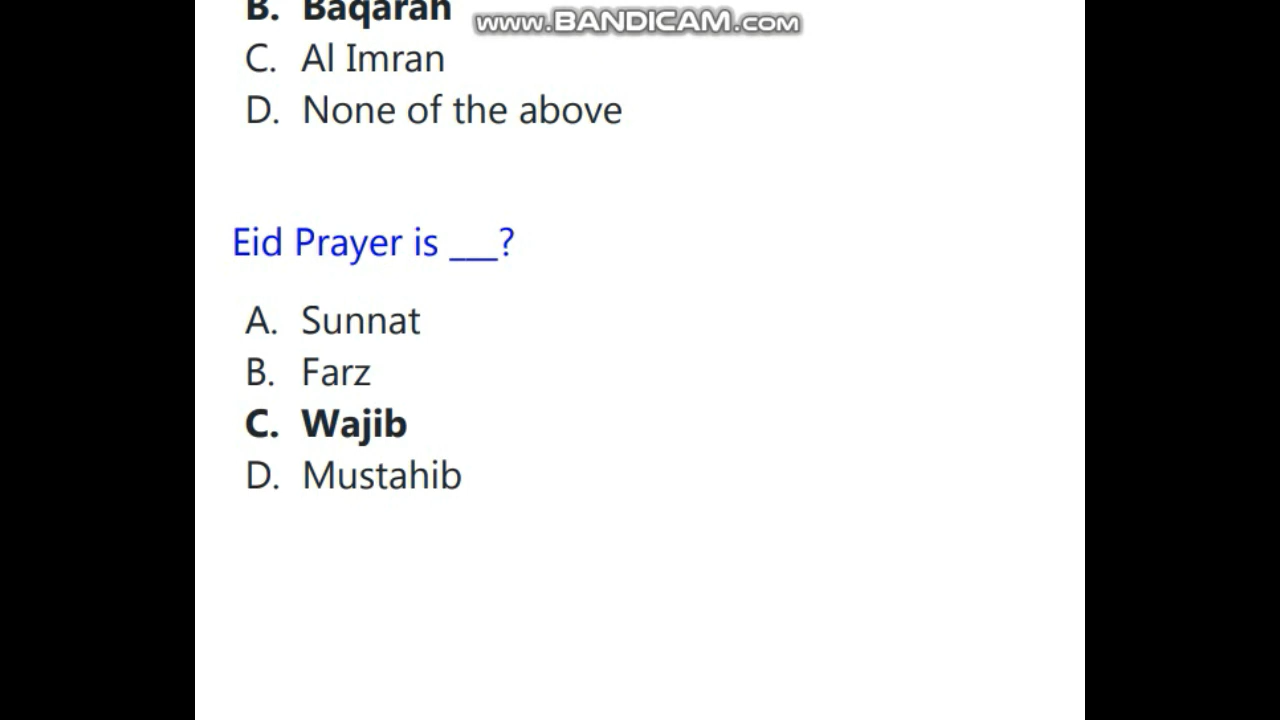 B. Baqarah
www.BANDICAM.com
C. Al Imran
D. None of the above
Eid Prayer is ___?
A. Sunnat
B. Farz
C. Wajib
D. Mustahib